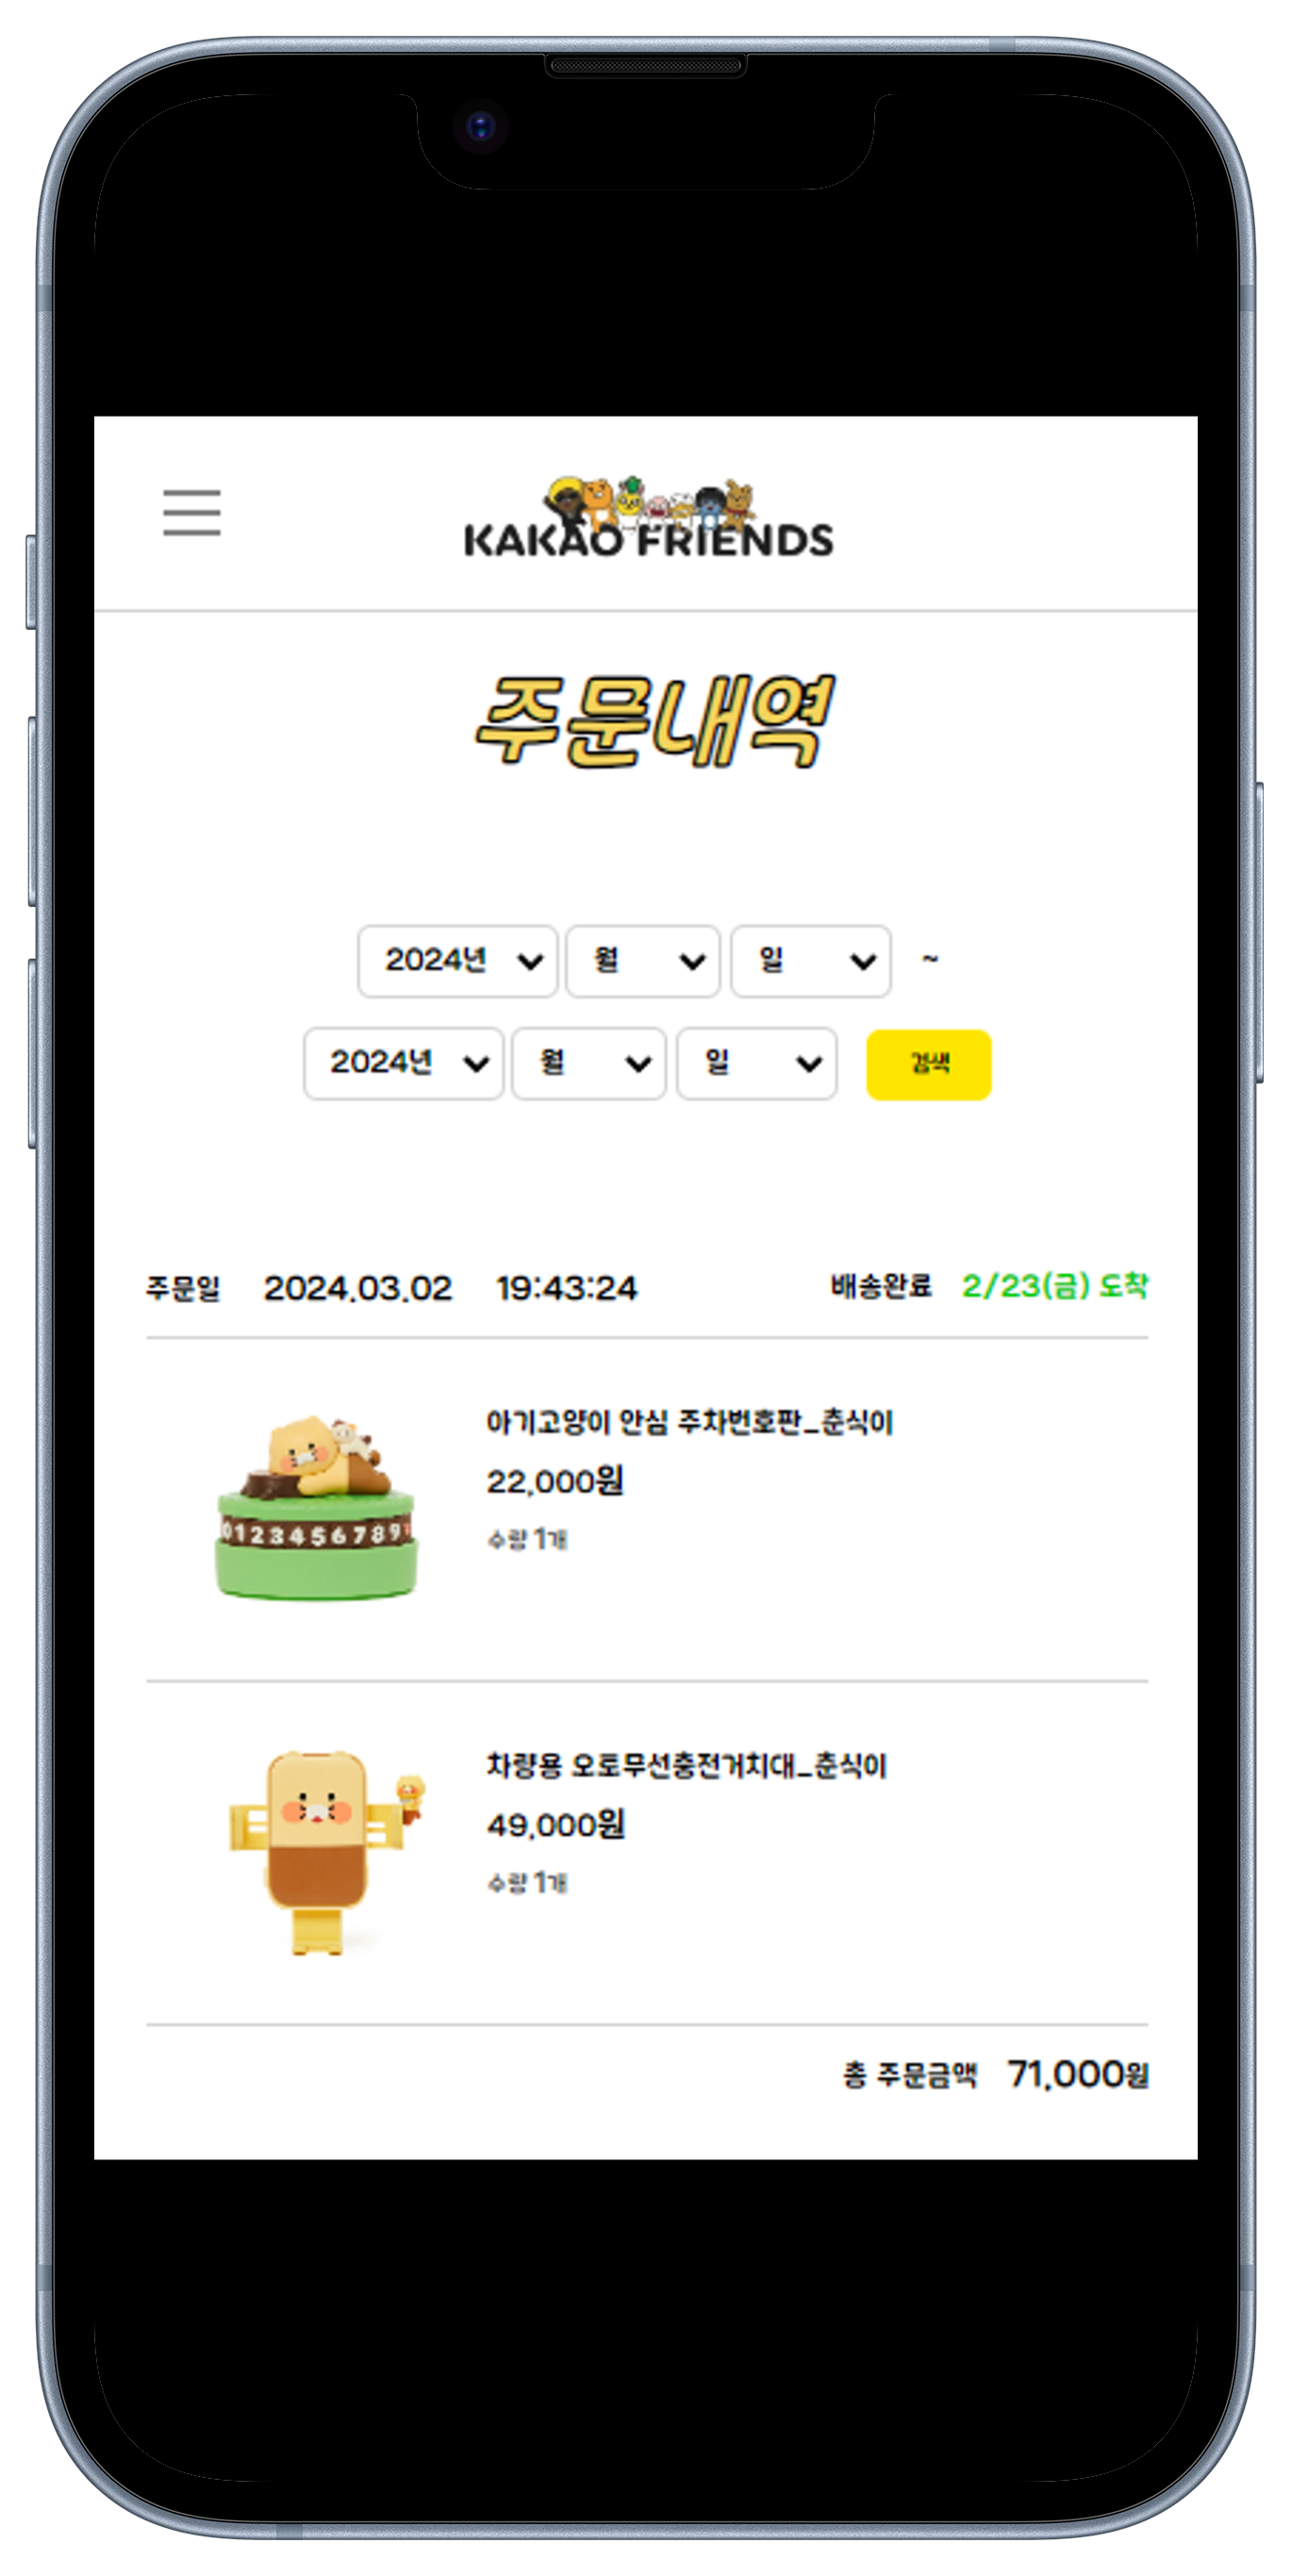 KAKAO FRIENDS
주문내역
2024년 월 일 ~
2024년 월 일 검색
주문일 2024.03.02 19:43:24 배송완료 2/23(금) 도착
아기고양이 안심 주차번호판_춘식이
22,000원
수량 1개
0123456789
차량용 오토무선충전거치대_춘식이
49,000원
수량 1개
총 주문금액 71,000원